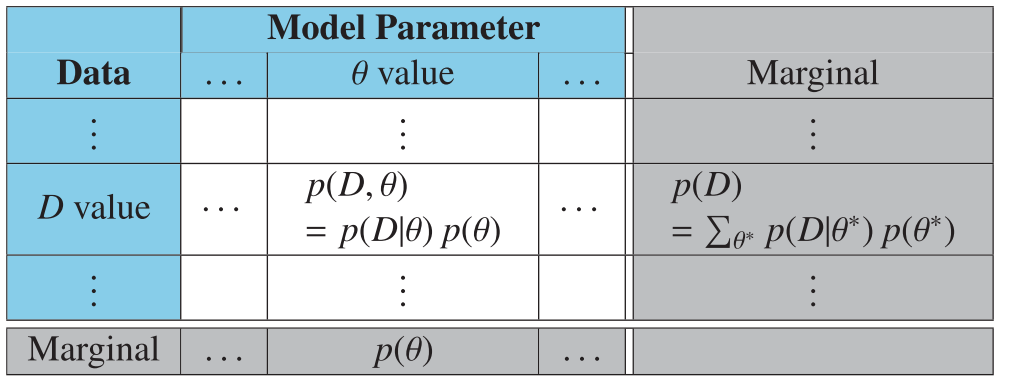 Model Parameter
Data … θ value … Marginal
⋮ ⋮ ⋮
D value … p(D, θ) … p(D)
= p(D|θ) p(θ) = ∑θ* p(D|θ*) p(θ*)
⋮ ⋮ ⋮
Marginal … p(θ) …